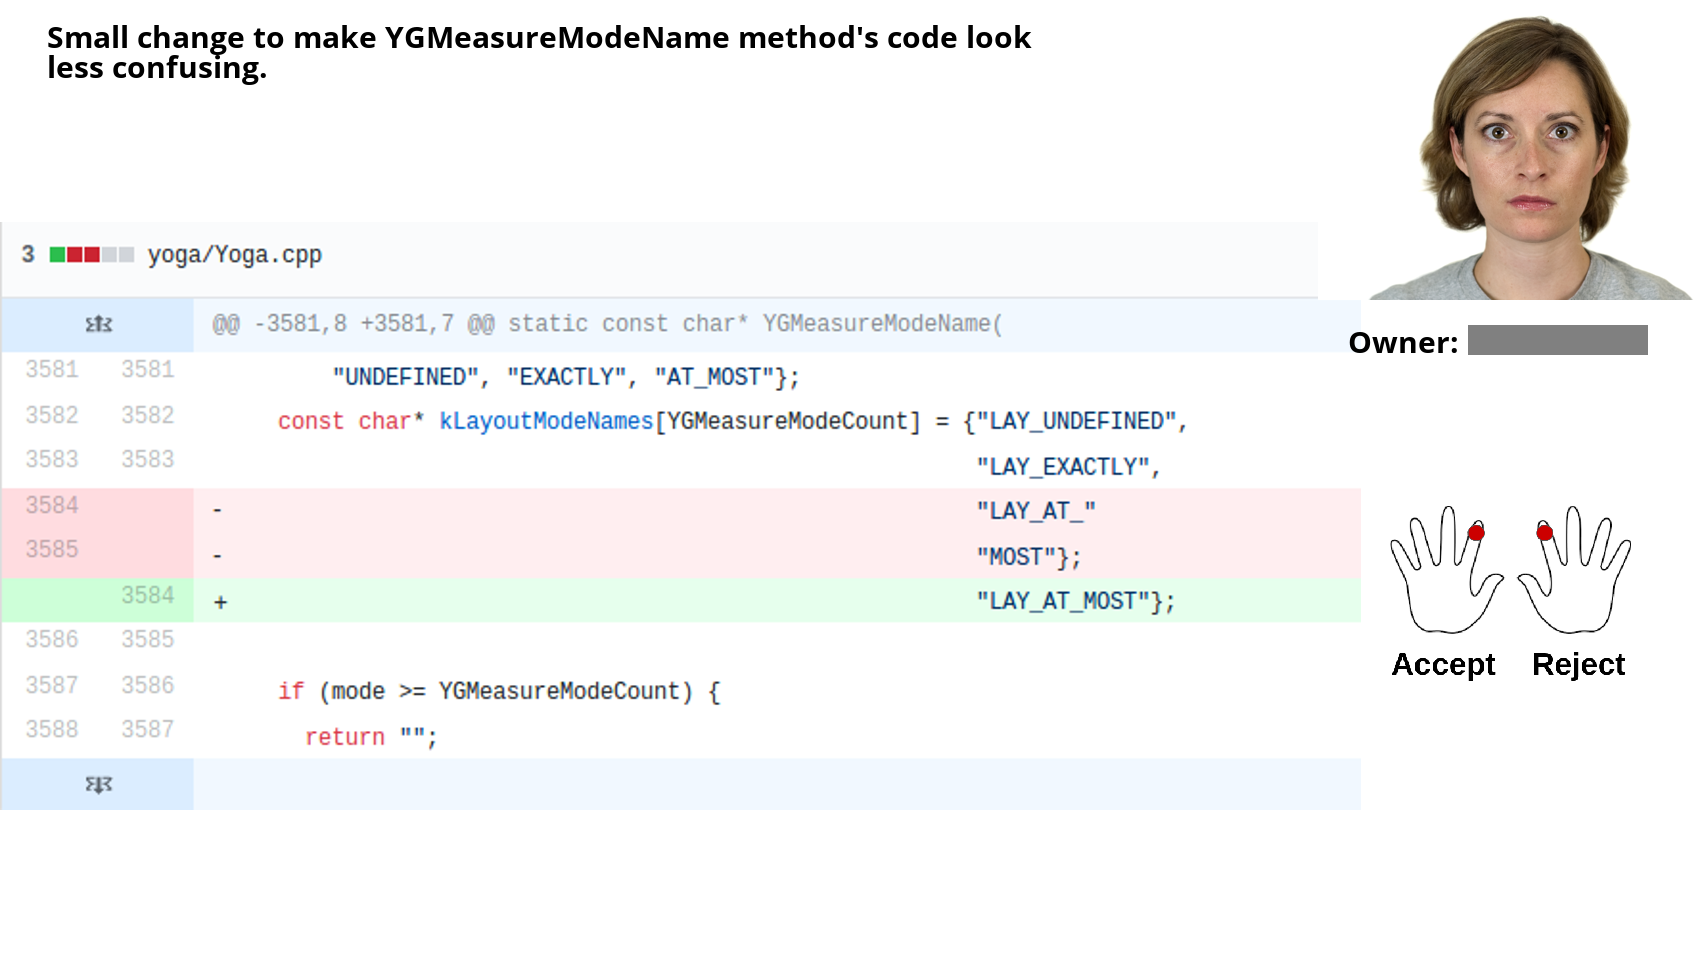 Small change to make YGMeasureModeName method's code look
less confusing.
3 yoga/Yoga.cpp
@@ -3581,8 +3581,7 @@ static const char* YGMeasureModeName(
3581 3581 "UNDEFINED", "EXACTLY", "AT_MOST"};
3582 3582 const char* kLayoutModeNames[YGMeasureModeCount] = {"LAY_UNDEFINED",
3583 3583 "LAY_EXACTLY",
3584 - "LAY_AT_"
3585 - "MOST"};
3584 + "LAY_AT_MOST"};
3586 3585
3587 3586 if (mode >= YGMeasureModeCount) {
3588 3587 return "";
Owner:
Accept Reject